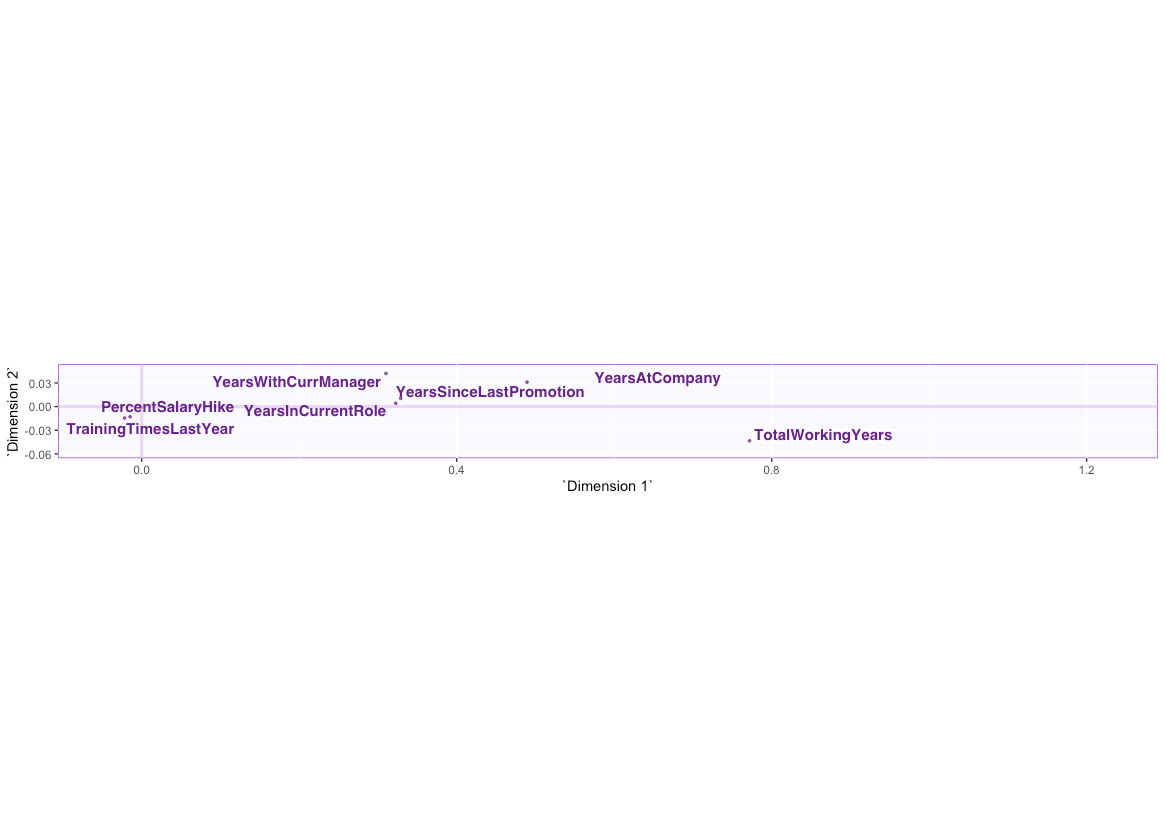 `Dimension 2`
0.03
0.00
-0.03
-0.06
YearsWithCurrManager
YearsAtCompany
YearsSinceLastPromotion
PercentSalaryHike
YearsInCurrentRole
TrainingTimesLastYear
TotalWorkingYears
0.0
0.4
0.8
1.2
`Dimension 1`